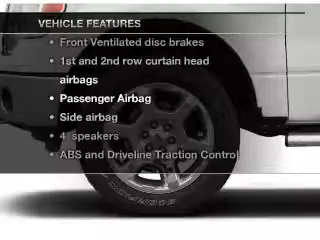 VEHICLE FEATURES
• Front Ventilated disc brakes
• 1st and 2nd row curtain head
airbags
• Passenger Airbag
• Side airbag
• 4 speakers
• ABS and Driveline Traction Control